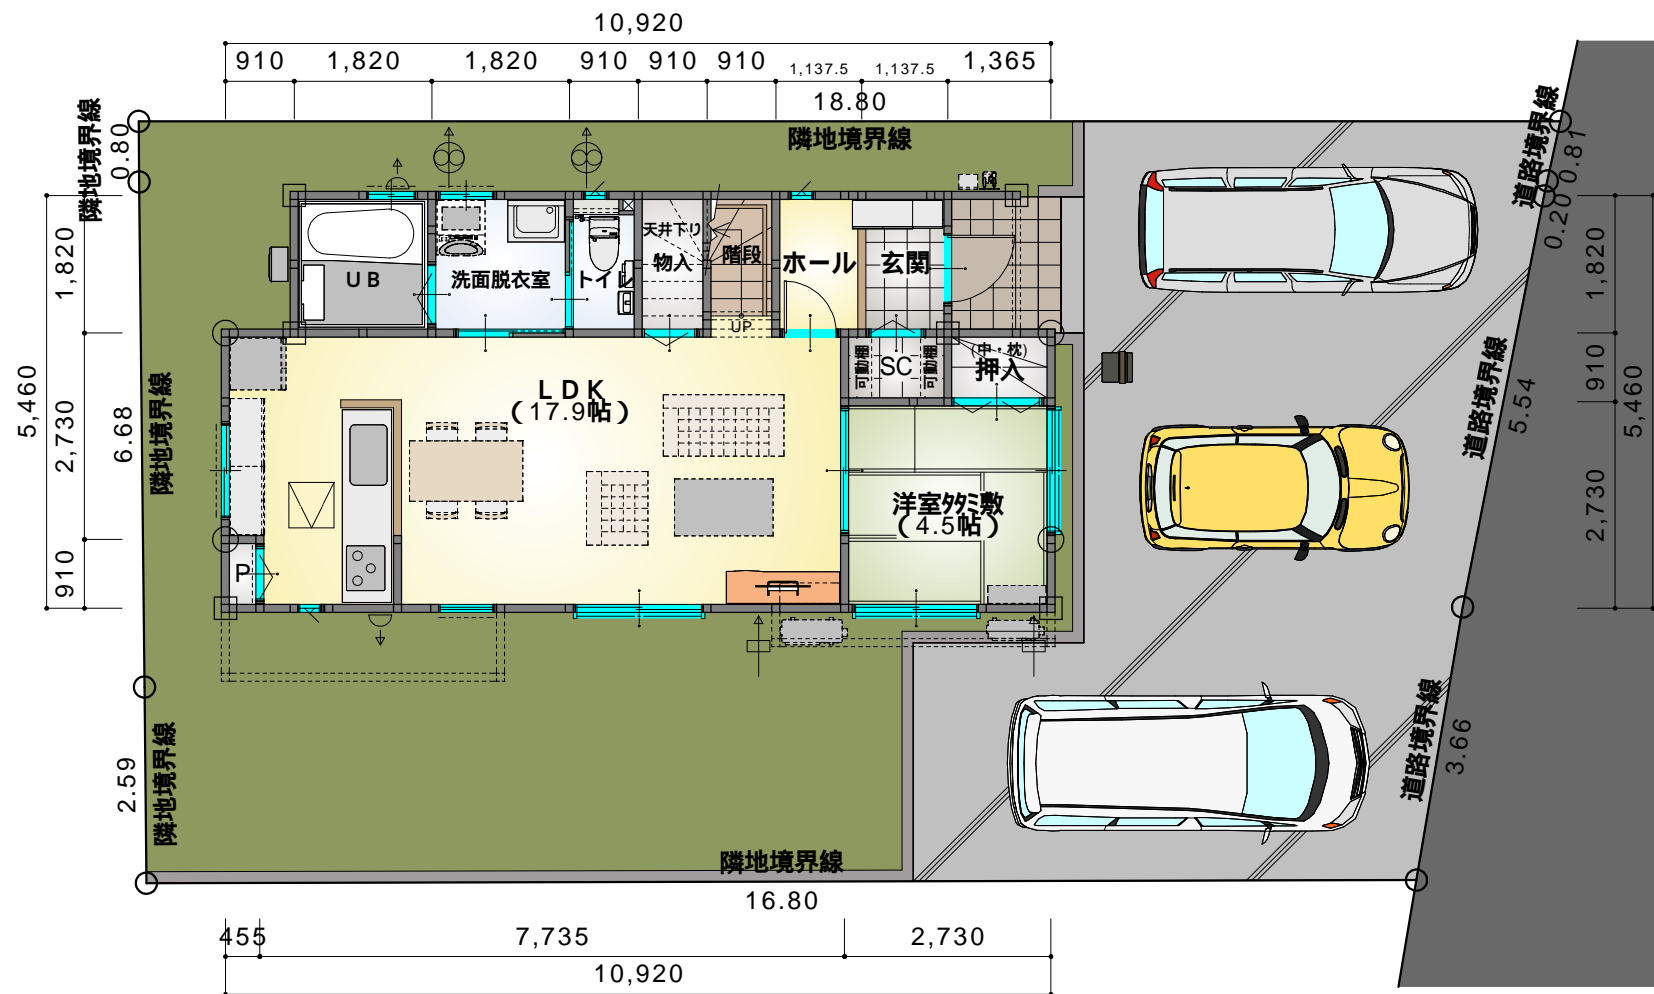 10,920
910
1,820
1,820
910
910
910
1,137.5
1,137.5
1,365
18.80
隣地境界線
隣地境界線
0.80
道路境界線
0.81
0.20
天井下り
UB
洗面脱衣室
トイレ
物入
階段
ホール
玄関
UP
1,820
5,460
2,730
910
6.68
隣地境界線
LDK
(17.9帖)
可動棚
SC
可動棚
(中・枕)
押入
洋室タタミ敷
(4.5帖)
P
道路境界線
5.54
1,820
910
5,460
2,730
2.59
隣地境界線
道路境界線
3.66
隣地境界線
16.80
455
7,735
2,730
10,920